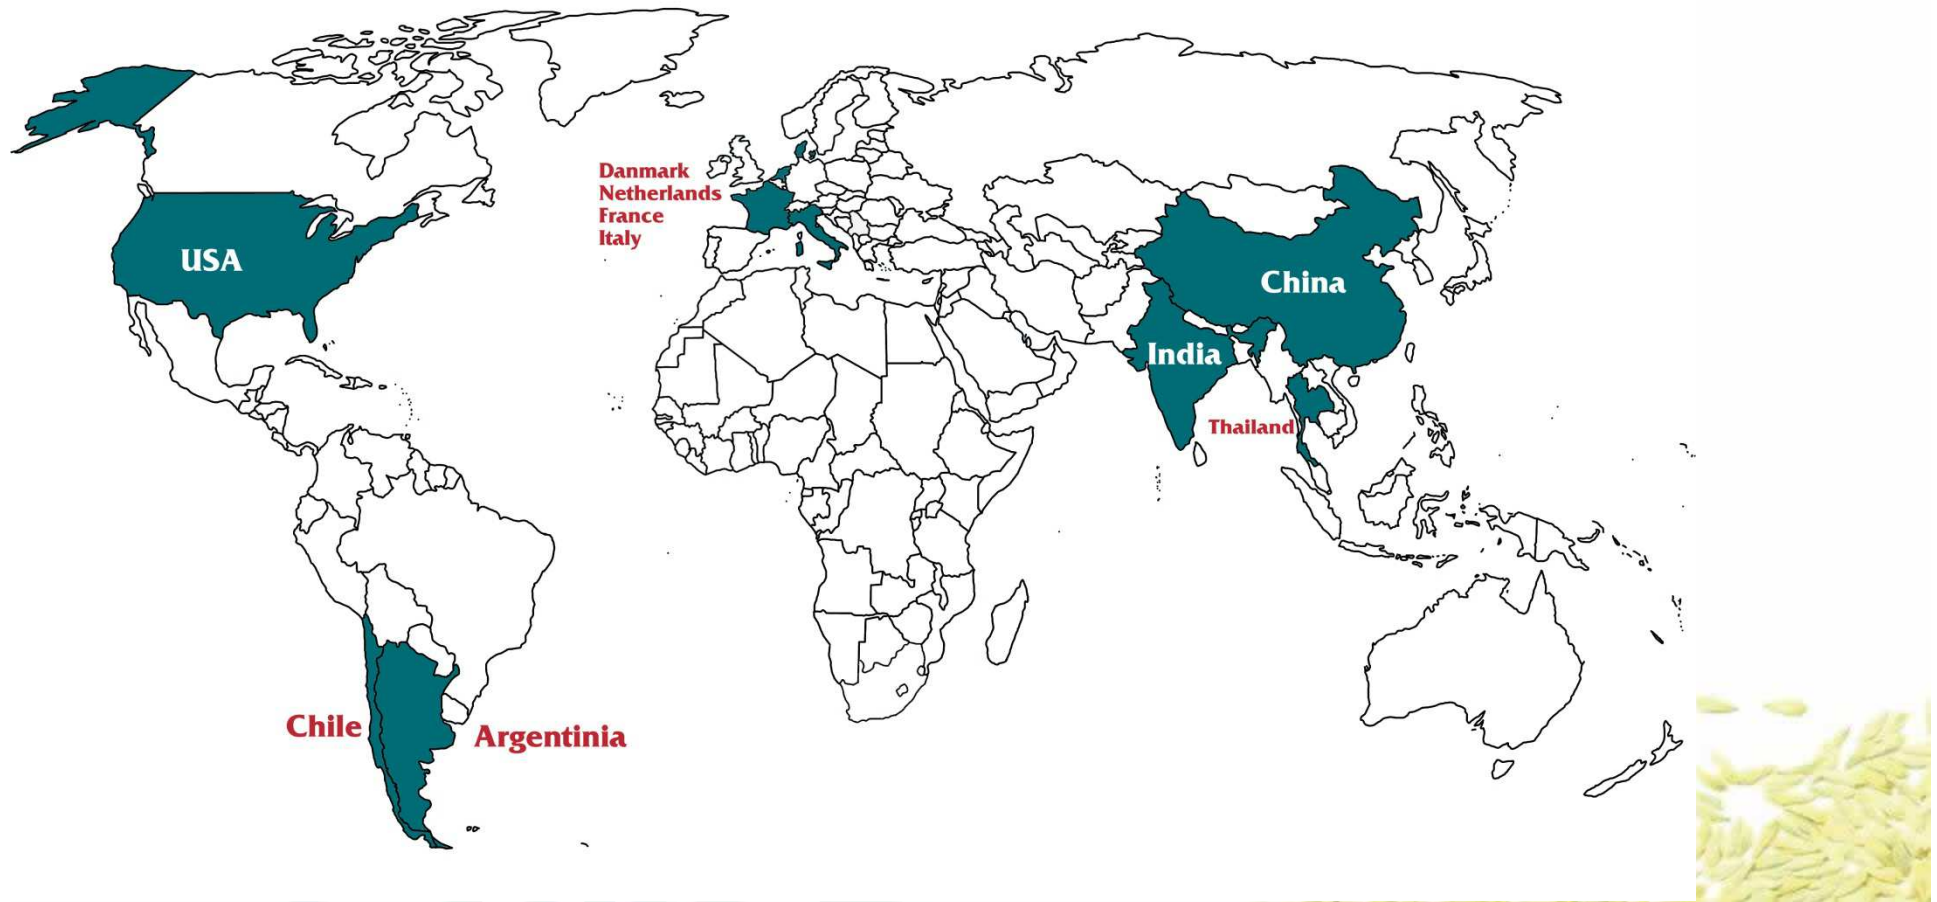 Danmark
Netherlands
France
Italy
USA
China
India
Thailand
Chile
Argentinia